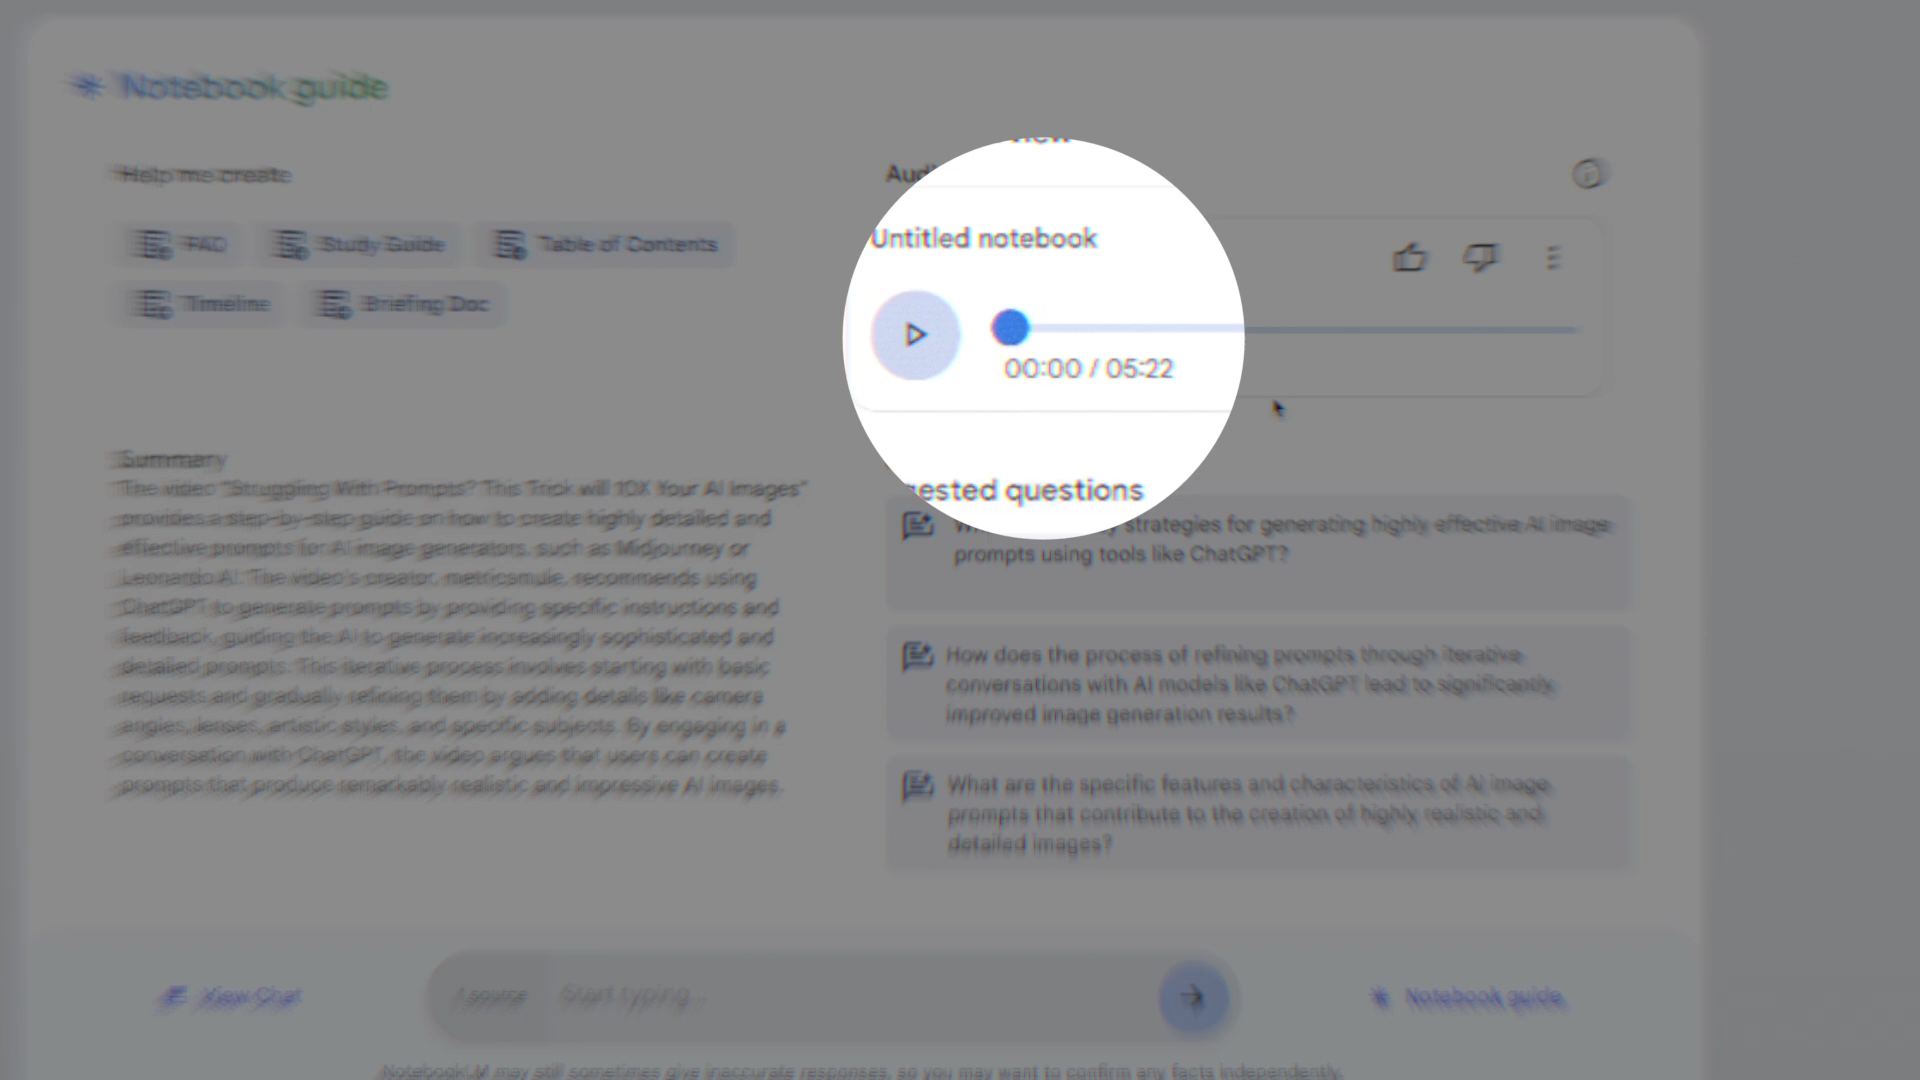 Notebook guide
Help me create
FAQ
Study Guide
Table of Contents
Timeline
Briefing Doc
Summary
The video "Struggling With Prompts? This Trick will 10X Your AI Images"
provides a step-by-step guide on how to create highly detailed and
effective prompts for AI image generators, such as Midjourney or
Leonardo AI. The video's creator, metricsmule, recommends using
ChatGPT to generate prompts by providing specific instructions and
feedback, guiding the AI to generate increasingly sophisticated and
detailed prompts. This iterative process involves starting with basic
requests and gradually refining them by adding details like camera
angles, lenses, artistic styles, and specific subjects. By engaging in a
conversation with ChatGPT, the video argues that users can create
prompts that produce remarkably realistic and impressive AI images.
Untitled notebook
00:00 / 05:22
gested questions
strategies for generating highly effective AI image
prompts using tools like ChatGPT?
How does the process of refining prompts through iterative
conversations with AI models like ChatGPT lead to significantly
improved image generation results?
What are the specific features and characteristics of AI image
prompts that contribute to the creation of highly realistic and
detailed images?
View Chat
1 source
Start typing...
Notebook guide
NotebookLM may still sometimes give inaccurate responses, so you may want to confirm any facts independently.